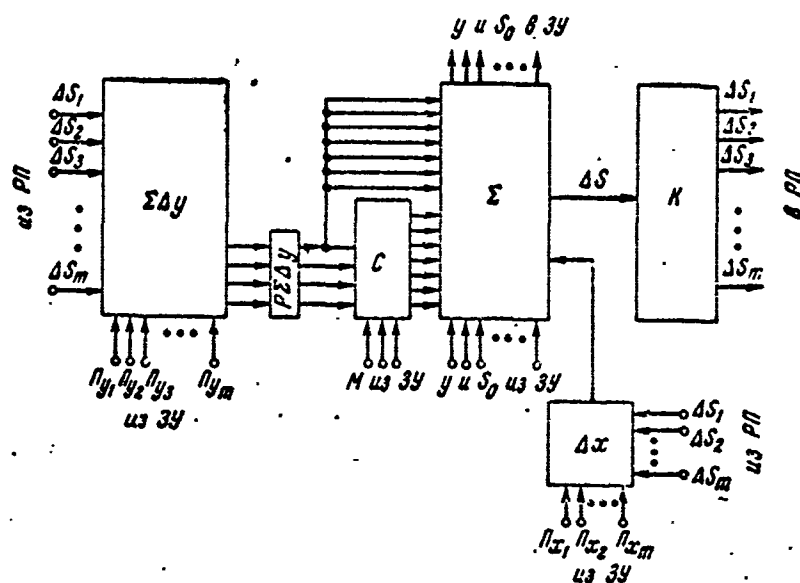 у и S₀ в ЗУ
ΔS₁
ΔS₂
ΔS₃
ΔSₘ
из РП
ΣΔу
РΣΔу
С
Σ
ΔS
К
ΔS₁
ΔS₂
ΔS₃
ΔSₘ
в РП
Пу₁ Пу₂ Пу₃ Пуₘ
из ЗУ
М из ЗУ
у и S₀ из ЗУ
Δx
ΔS₁
ΔS₂
ΔSₘ
из РП
Пx₁ Пx₂ Пxₘ
из ЗУ